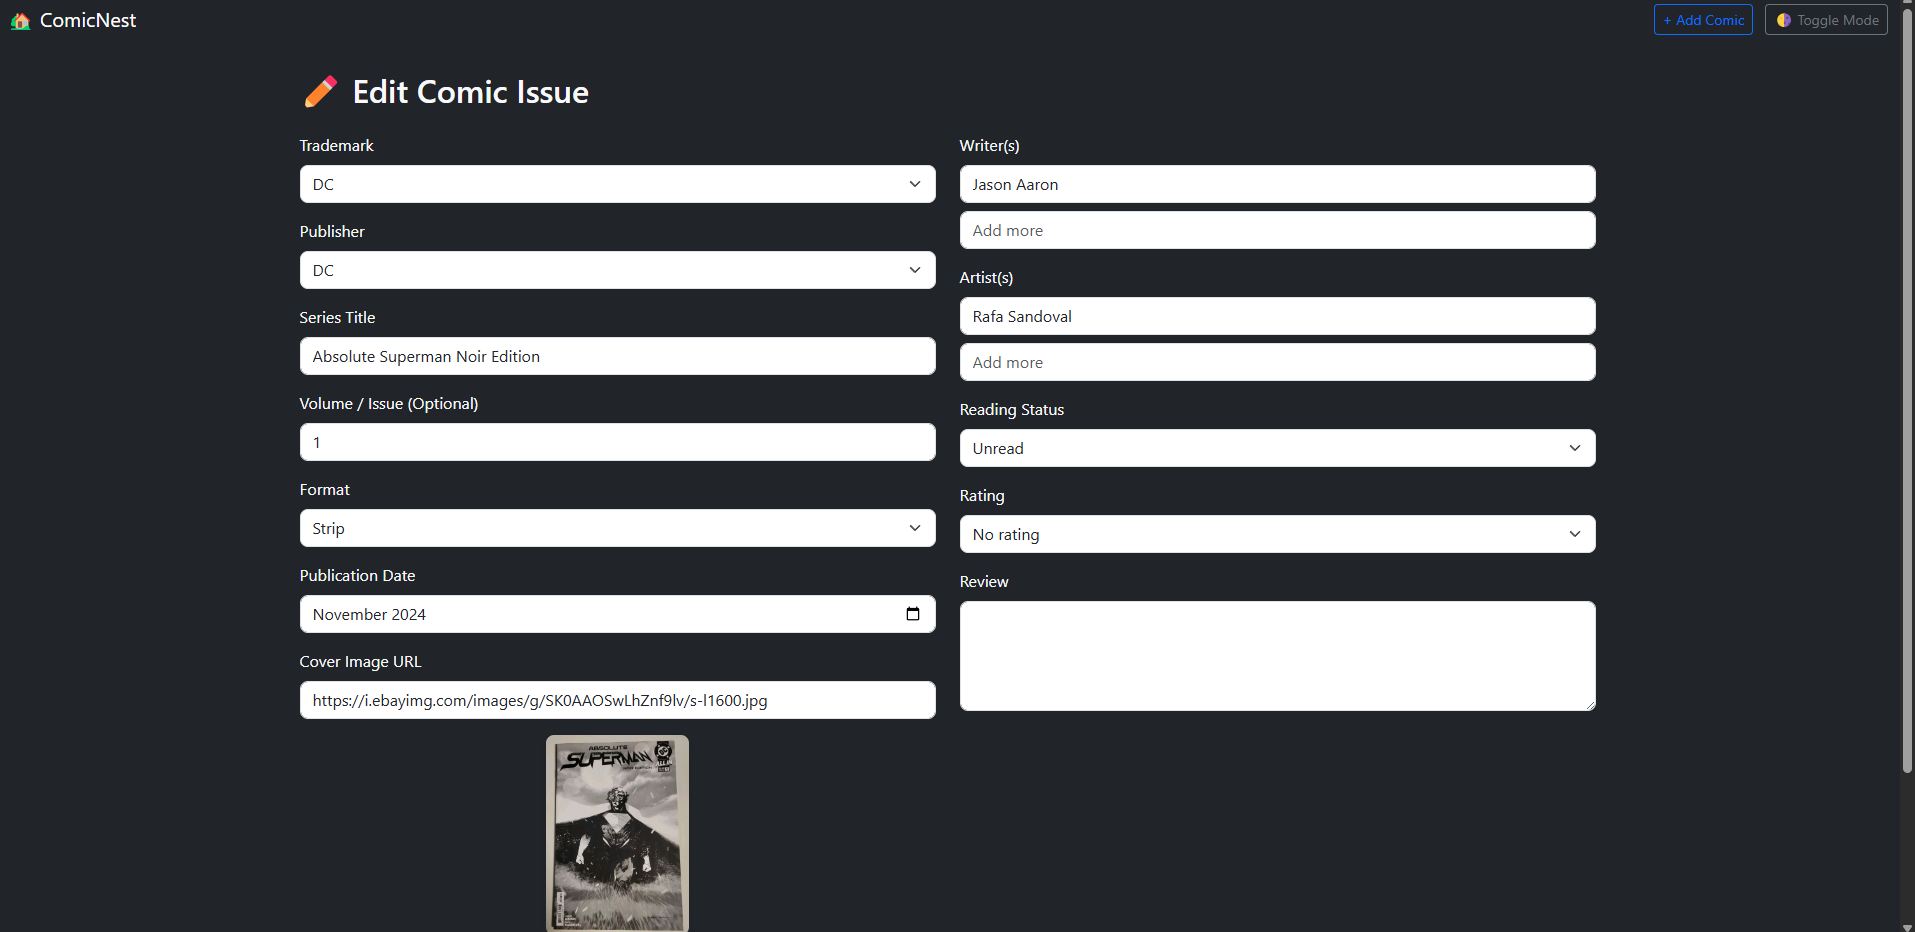 ComicNest
+ Add Comic
Toggle Mode
Edit Comic Issue
Trademark
DC
Publisher
DC
Series Title
Absolute Superman Noir Edition
Volume / Issue (Optional)
1
Format
Strip
Publication Date
November 2024
Cover Image URL
https://i.ebayimg.com/images/g/SK0AAOSwLhZnf9lv/s-l1600.jpg
ABSOLUTE
SUPERMAN
Writer(s)
Jason Aaron
Add more
Artist(s)
Rafa Sandoval
Add more
Reading Status
Unread
Rating
No rating
Review